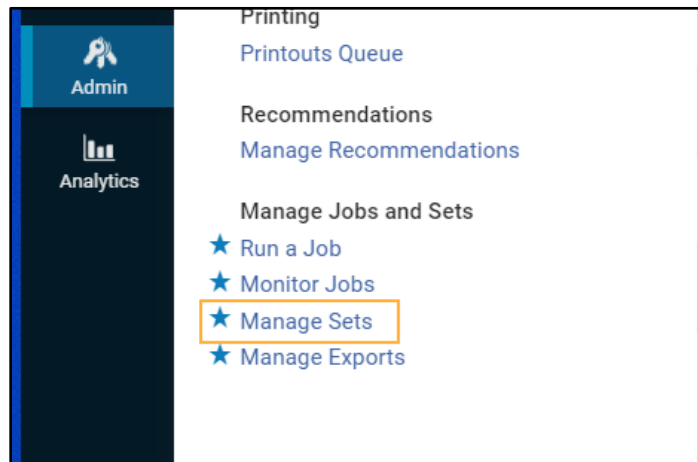 Printing
Printouts Queue
Admin
Recommendations
Manage Recommendations
Analytics
Manage Jobs and Sets
Run a Job
Monitor Jobs
Manage Sets
Manage Exports